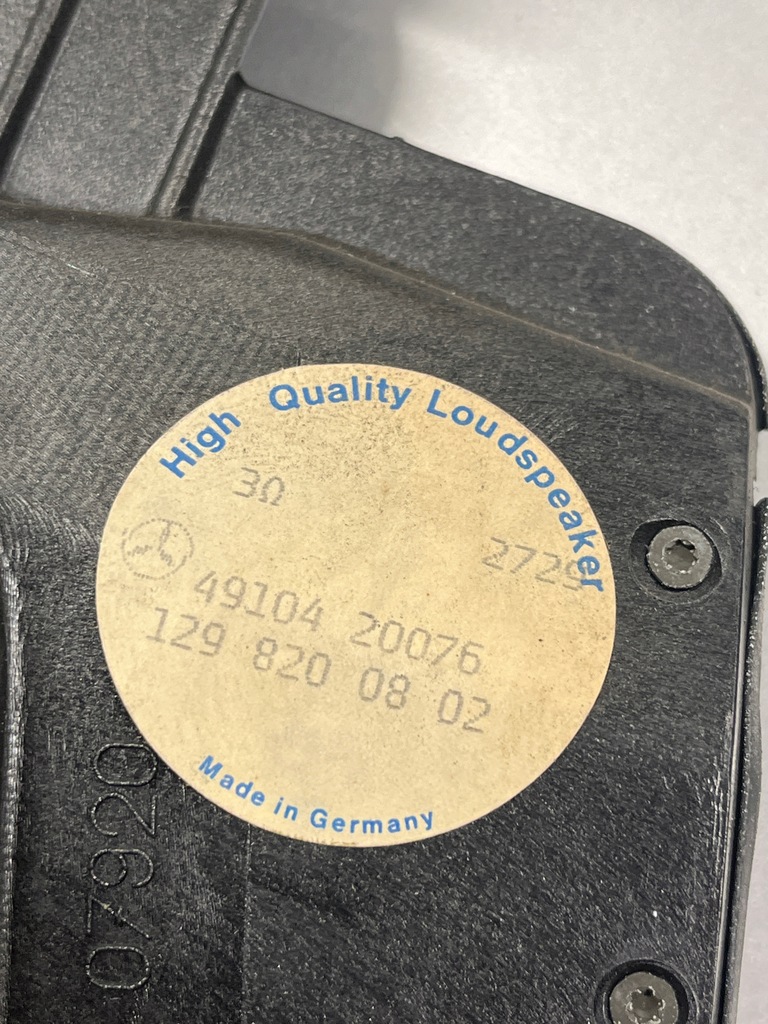 High Quality Loudspeaker
3Ω
2729
49104 20076
129 820 08 02
Made in Germany
07920